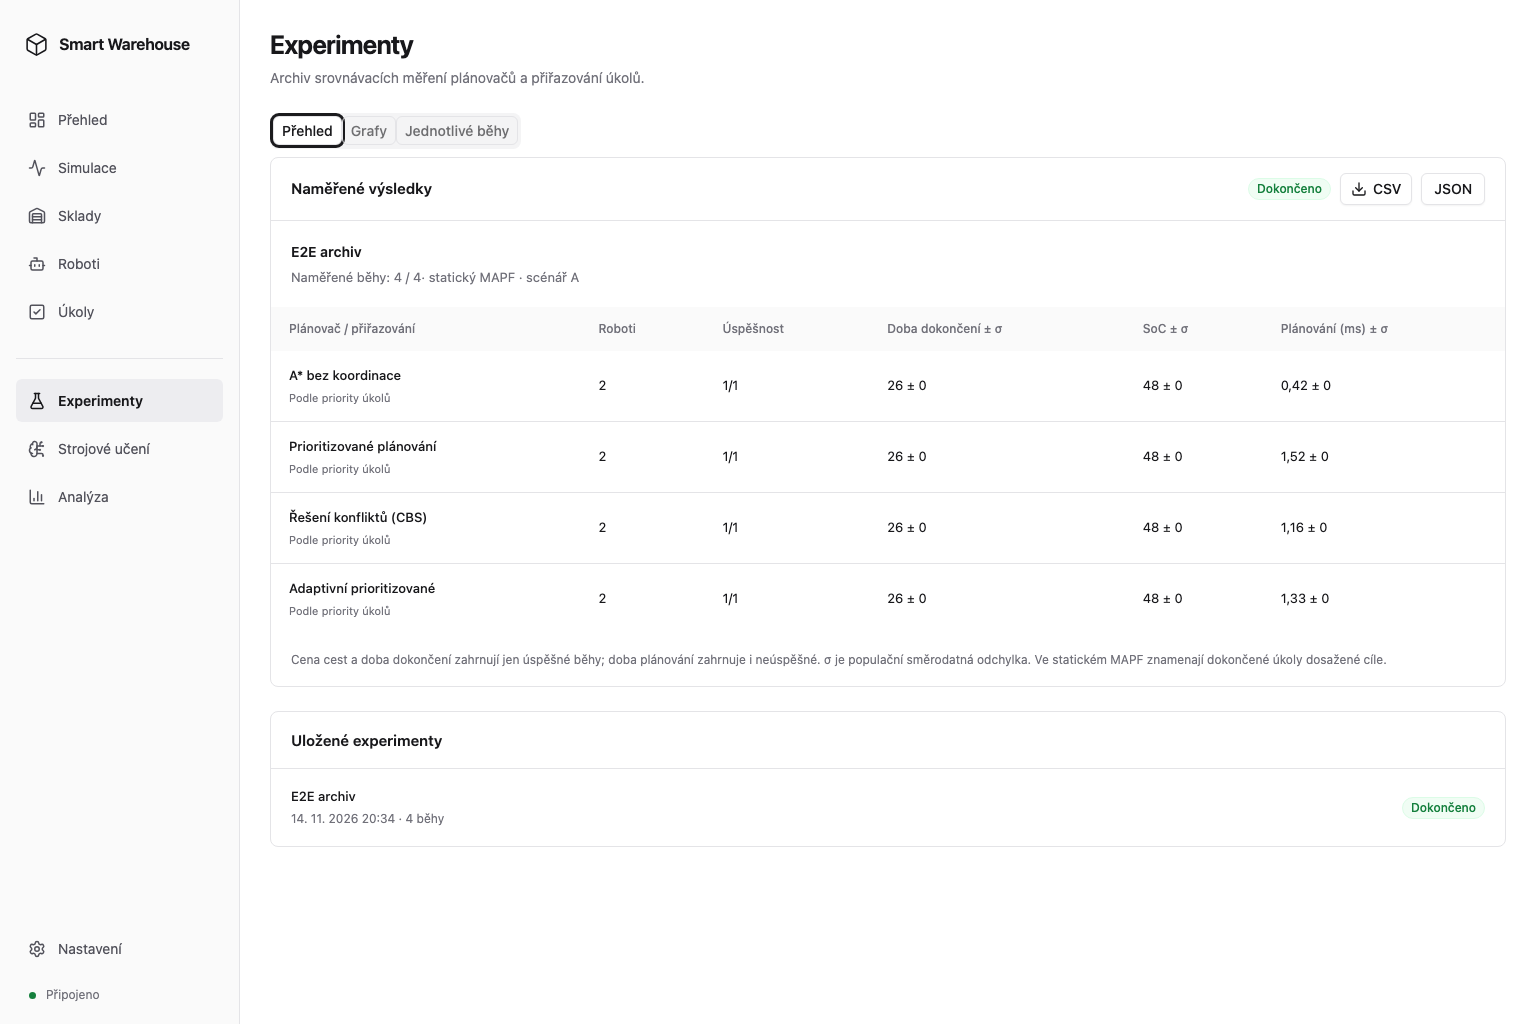 Smart Warehouse
Přehled
Simulace
Sklady
Roboti
Úkoly
Experimenty
Strojové učení
Analýza
Nastavení
Připojeno
Experimenty
Archiv srovnávacích měření plánovačů a přiřazování úkolů.
Přehled Grafy Jednotlivé běhy
Naměřené výsledky Dokončeno CSV JSON
E2E archiv
Naměřené běhy: 4 / 4· statický MAPF · scénář A
Plánovač / přiřazování Roboti Úspěšnost Doba dokončení ± σ SoC ± σ Plánování (ms) ± σ
A* bez koordinace
Podle priority úkolů
2 1/1 26 ± 0 48 ± 0 0,42 ± 0
Prioritizované plánování
Podle priority úkolů
2 1/1 26 ± 0 48 ± 0 1,52 ± 0
Řešení konfliktů (CBS)
Podle priority úkolů
2 1/1 26 ± 0 48 ± 0 1,16 ± 0
Adaptivní prioritizované
Podle priority úkolů
2 1/1 26 ± 0 48 ± 0 1,33 ± 0
Cena cest a doba dokončení zahrnují jen úspěšné běhy; doba plánování zahrnuje i neúspěšné. σ je populační směrodatná odchylka. Ve statickém MAPF znamenají dokončené úkoly dosažené cíle.
Uložené experimenty
E2E archiv
14. 11. 2026 20:34 · 4 běhy
Dokončeno